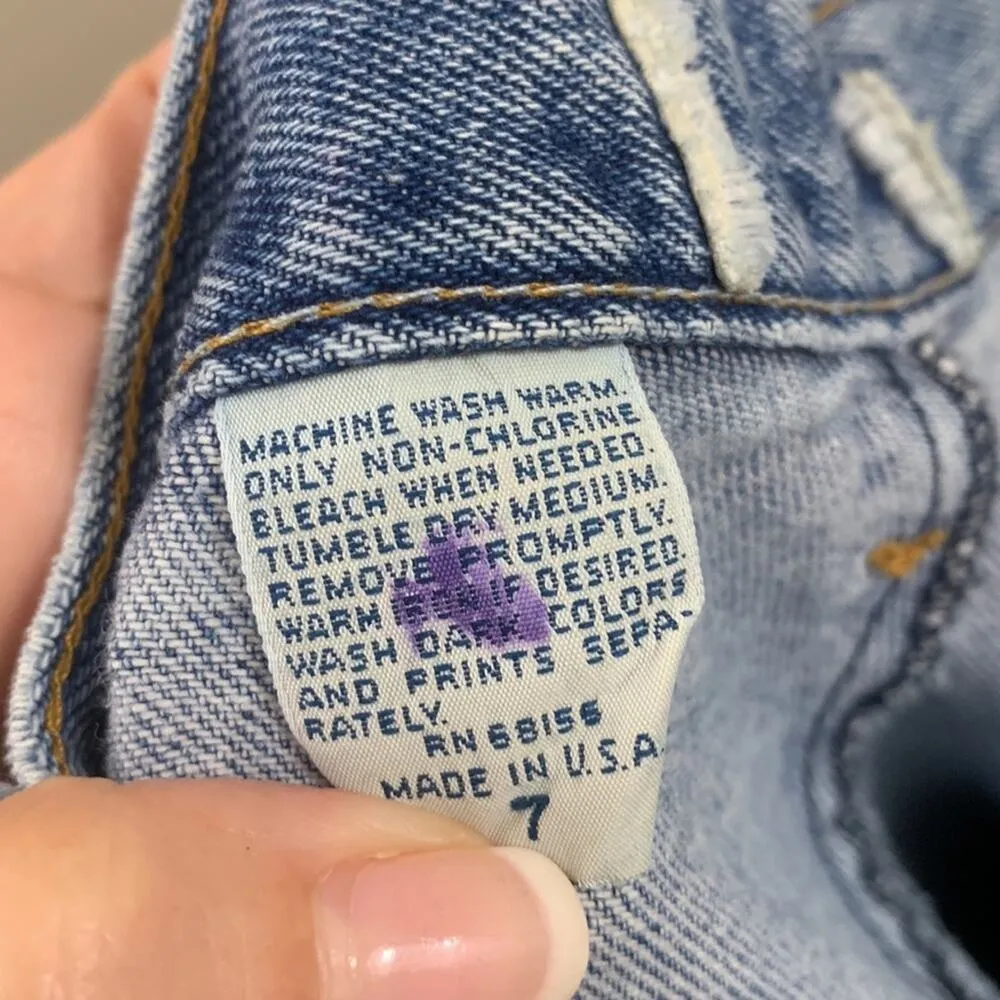 MACHINE WASH WARM.
ONLY NON-CHLORINE
BLEACH WHEN NEEDED.
TUMBLE DRY MEDIUM.
REMOVE PROMPTLY.
WARM IRON IF DESIRED.
WASH DARK COLORS
AND PRINTS SEPA-
RATELY.
RN 68156
MADE IN U.S.A.
7